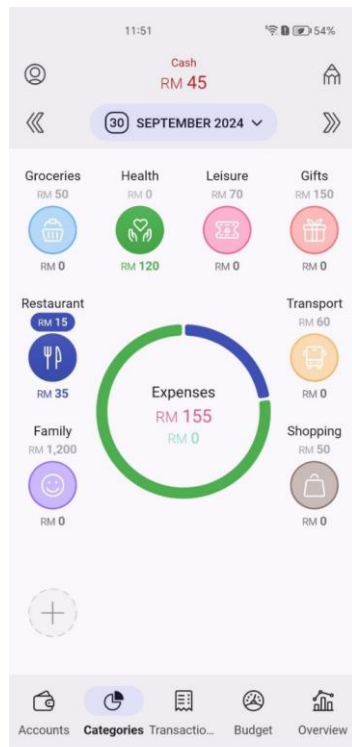 11:51
54%
Cash
RM 45
30 SEPTEMBER 2024
Groceries Health Leisure Gifts
RM 50 RM 0 RM 70 RM 150
RM 0 RM 120 RM 0 RM 0
Restaurant Transport
RM 15 RM 60
RM 35 RM 0
Expenses
RM 155
RM 0
Family Shopping
RM 1,200 RM 50
RM 0 RM 0
Accounts Categories Transactio... Budget Overview